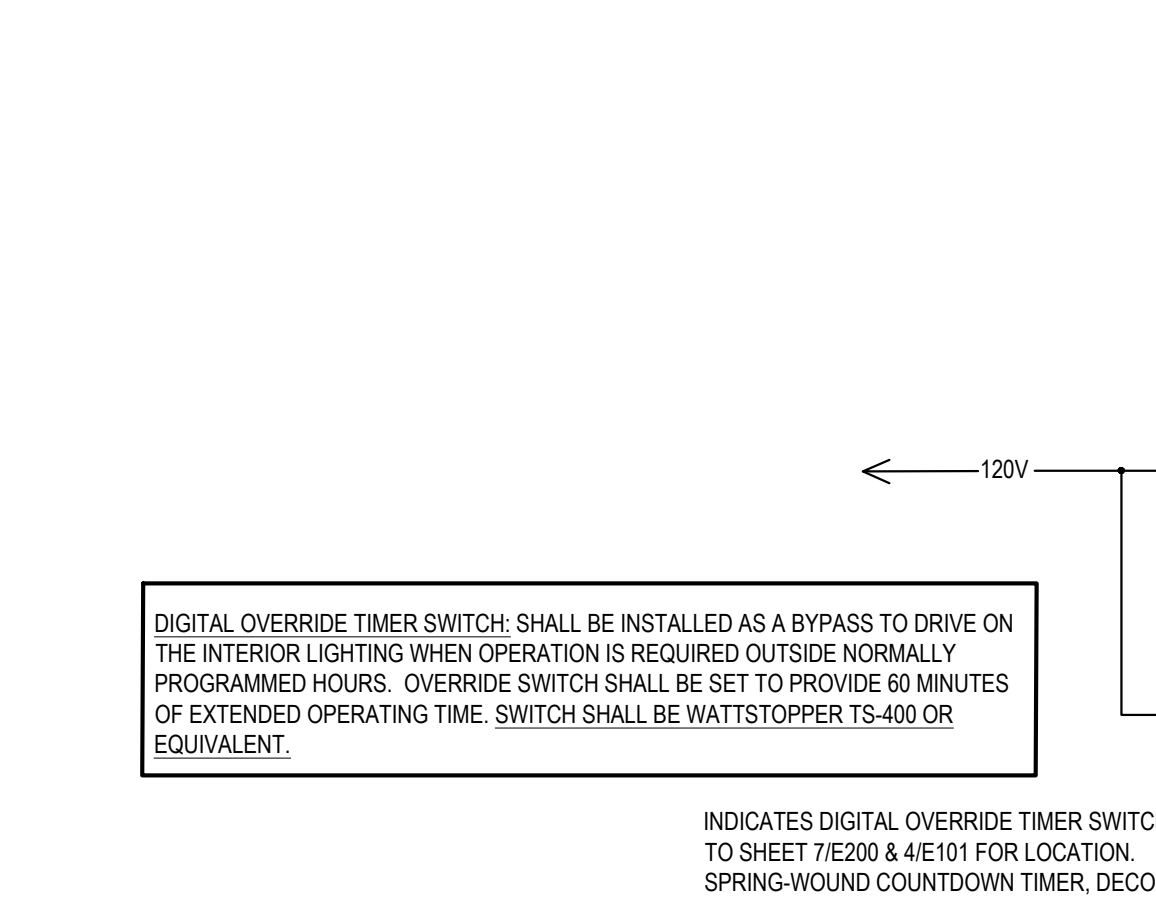 120V
DIGITAL OVERRIDE TIMER SWITCH: SHALL BE INSTALLED AS A BYPASS TO DRIVE ON
THE INTERIOR LIGHTING WHEN OPERATION IS REQUIRED OUTSIDE NORMALLY
PROGRAMMED HOURS. OVERRIDE SWITCH SHALL BE SET TO PROVIDE 60 MINUTES
OF EXTENDED OPERATING TIME. SWITCH SHALL BE WATTSTOPPER TS-400 OR
EQUIVALENT.
INDICATES DIGITAL OVERRIDE TIMER
TO SHEET 7/E200 & 4/E101 FOR LOCATION.
SPRING-WOUND COUNTDOWN TIMER,